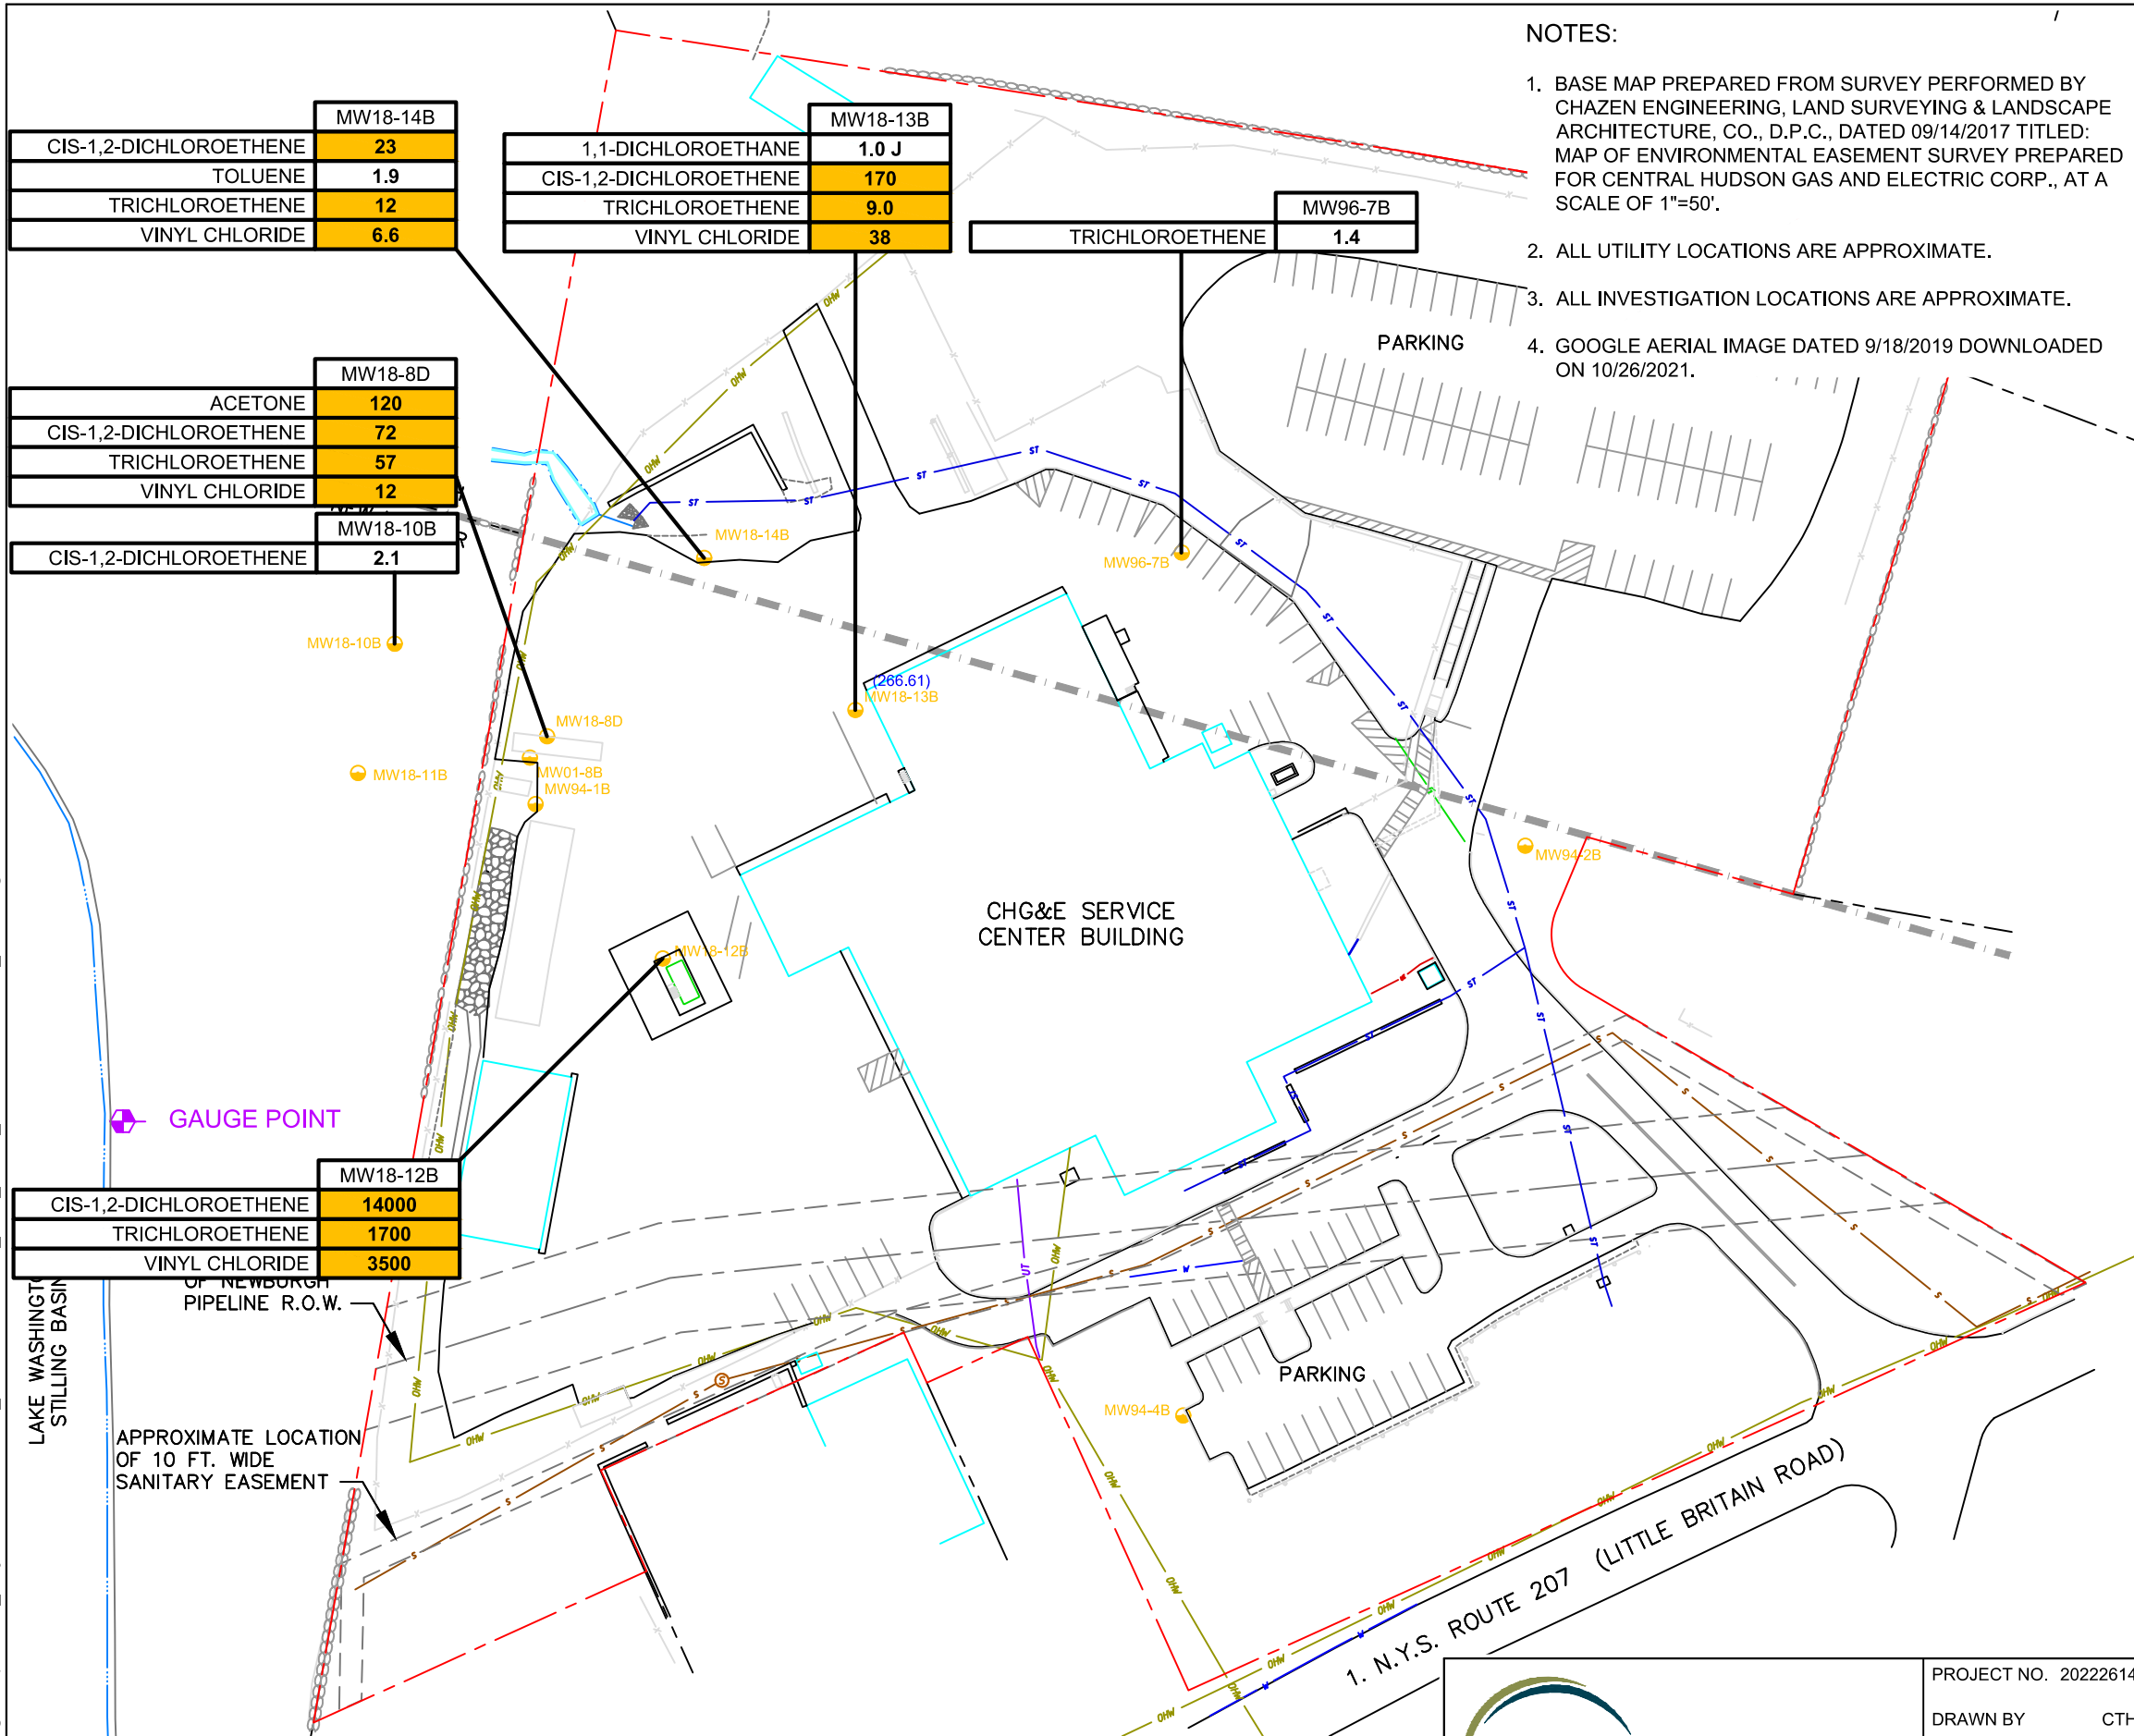 NOTES:
1. BASE MAP PREPARED FROM SURVEY PERFORMED BY
CHAZEN ENGINEERING, LAND SURVEYING & LANDSCAPE
ARCHITECTURE, CO., D.P.C., DATED 09/14/2017 TITLED:
MAP OF ENVIRONMENTAL EASEMENT SURVEY PREPARED
FOR CENTRAL HUDSON GAS AND ELECTRIC CORP., AT A
SCALE OF 1"=50'.
2. ALL UTILITY LOCATIONS ARE APPROXIMATE.
3. ALL INVESTIGATION LOCATIONS ARE APPROXIMATE.
4. GOOGLE AERIAL IMAGE DATED 9/18/2019 DOWNLOADED
ON 10/26/2021.
MW18-14B
CIS-1,2-DICHLOROETHENE 23
TOLUENE 1.9
TRICHLOROETHENE 12
VINYL CHLORIDE 6.6
MW18-13B
1,1-DICHLOROETHANE 1.0 J
CIS-1,2-DICHLOROETHENE 170
TRICHLOROETHENE 9.0
VINYL CHLORIDE 38
MW96-7B
TRICHLOROETHENE 1.4
MW18-8D
ACETONE 120
CIS-1,2-DICHLOROETHENE 72
TRICHLOROETHENE 57
VINYL CHLORIDE 12
MW18-10B
CIS-1,2-DICHLOROETHENE 2.1
PARKING
MW18-14B
MW96-7B
MW18-10B
(266.61)
MW18-13B
MW18-8D
MW01-8B
MW18-11B
MW94-1B
MW94-2B
CHG&E SERVICE
CENTER BUILDING
MW18-12B
GAUGE POINT
MW18-12B
CIS-1,2-DICHLOROETHENE 14000
TRICHLOROETHENE 1700
VINYL CHLORIDE 3500
OF NEWBURGH
PIPELINE R.O.W.
LAKE WASHINGTO
STILLING BASIN
PARKING
MW94-4B
APPROXIMATE LOCATION
OF 10 FT. WIDE
SANITARY EASEMENT
1. N.Y.S. ROUTE 207 (LITTLE BRITAIN ROAD)
PROJECT NO. 20222614
DRAWN BY CTH
OHW
ST
S
UT
W
G